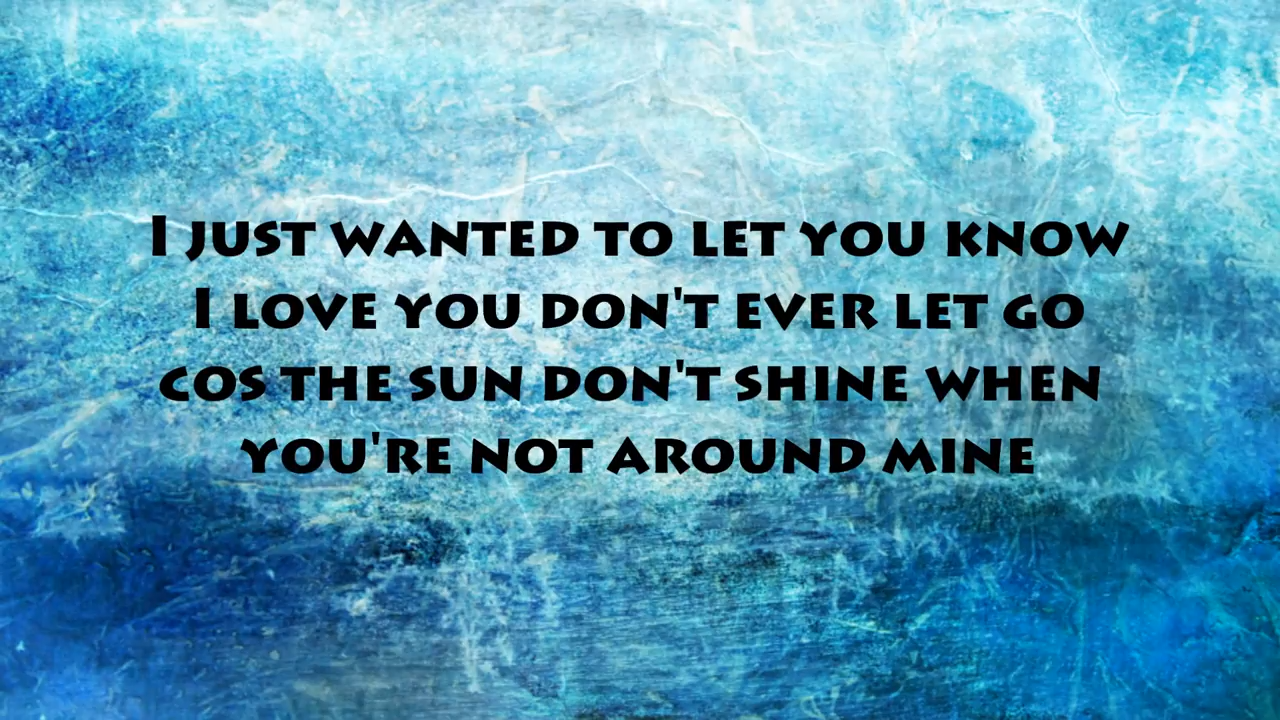 I JUST WANTED TO LET YOU KNOW
I LOVE YOU DON'T EVER LET GO
COS THE SUN DON'T SHINE WHEN
YOU'RE NOT AROUND MINE